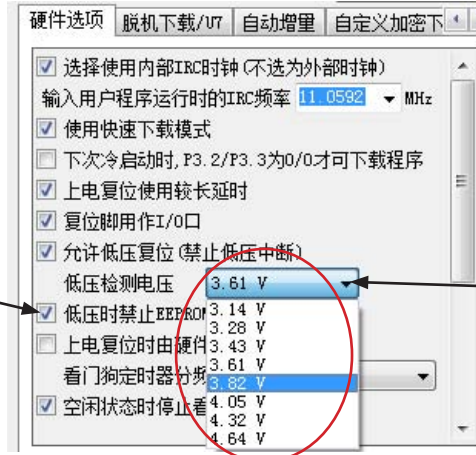 硬件选项 脱机下载/U7 自动增量 自定义加密下
选择使用内部IRC时钟(不选为外部时钟)
输入用户程序运行时的IRC频率 11.0592 MHz
使用快速下载模式
下次冷启动时,P3.2/P3.3为0/0才可下载程序
上电复位使用较长延时
复位脚用作I/O口
允许低压复位(禁止低压中断)
低压检测电压 3.61 V
低压时禁止EEPRO
3.14 V
3.28 V
上电复位时由硬件
3.43 V
3.61 V
看门狗定时器分频
3.82 V
空闲状态时停止看
4.05 V
4.32 V
4.64 V